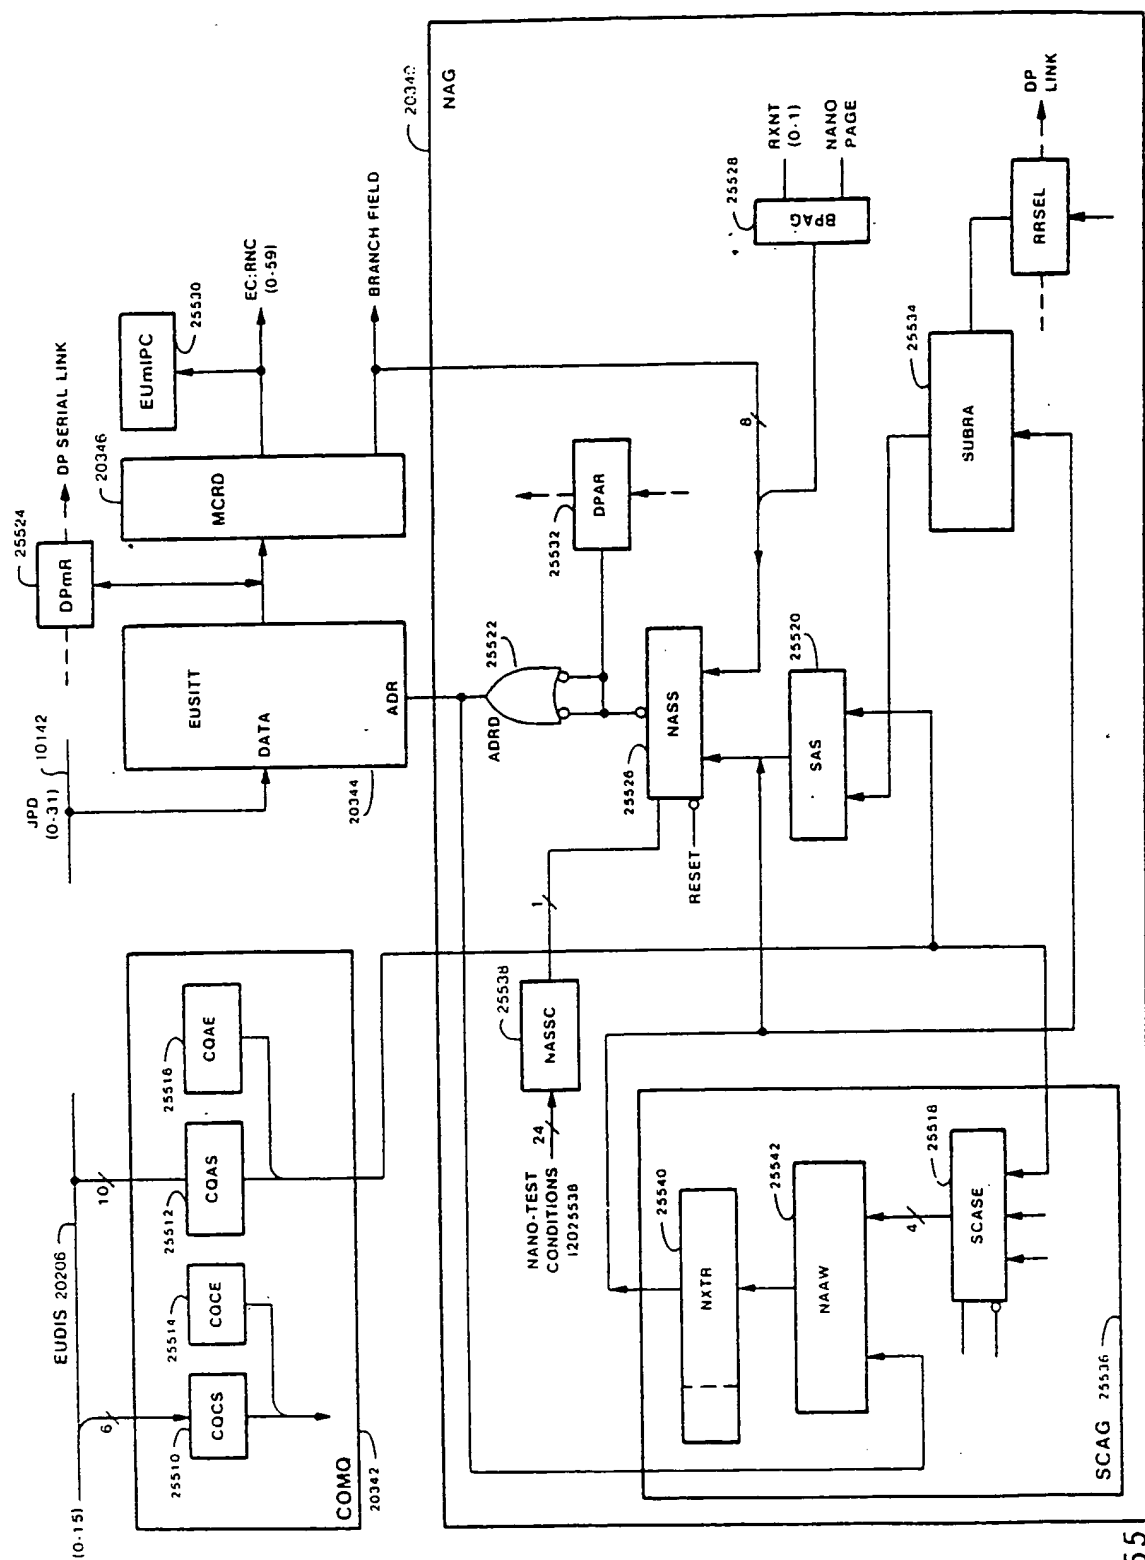 (0-15)
EUDIS 20206
6
10
25510
CQCS
25514
CQCE
25512
CQAS
25516
CQAE
COMQ
20342
JPD
(0-31)
10142
EUSITT
DATA
ADR
20344
25524
DPmR
DP SERIAL LINK
20346
MCRD
EUmIPC
25530
EC:RNC
(0-59)
BRANCH FIELD
20340
NAG
ADRD
25522
25532
DPAR
8
25528
BPAG
RXNT
(0-1)
NANO
PAGE
NANO-TEST
CONDITIONS
I2025538
24
25538
NASSC
1
RESET
25526
NASS
25520
SAS
25534
SUBRA
RRSEL
DP
LINK
25540
NXTR
25542
NAAW
4
25518
SCASE
SCAG
25536
55